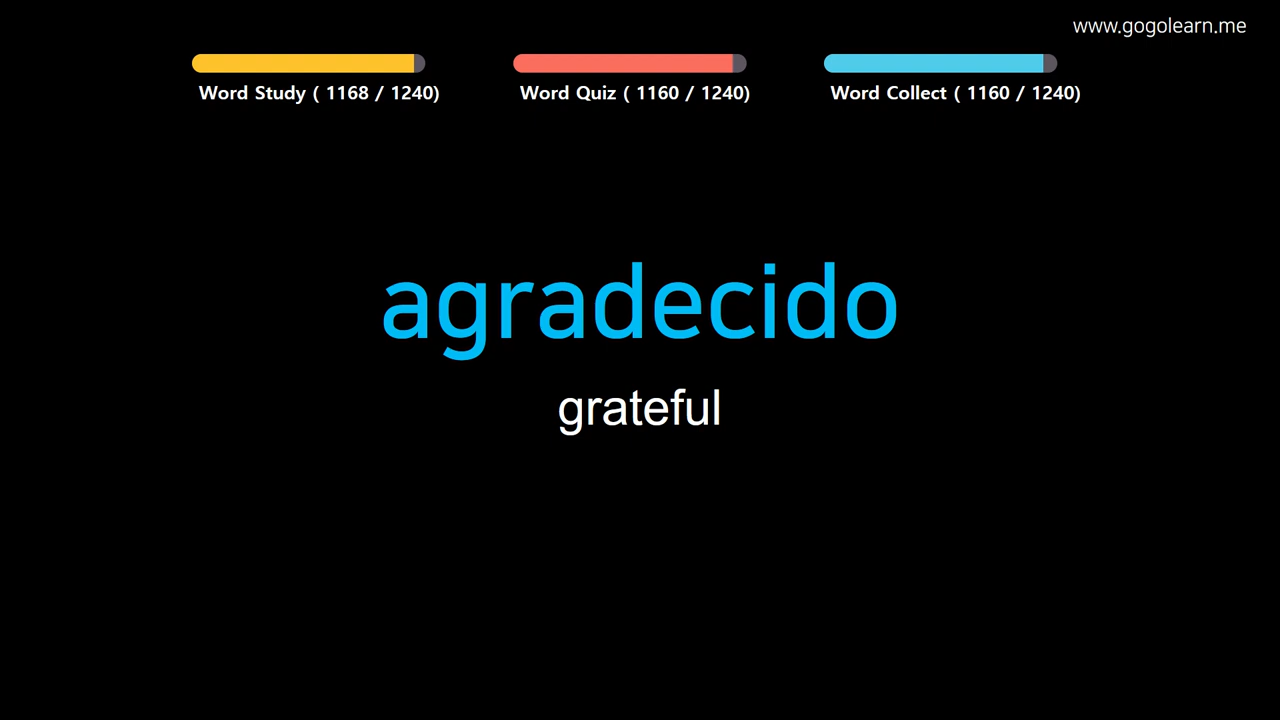 www.gogolearn.me
Word Study ( 1168 / 1240)
Word Quiz ( 1160 / 1240)
Word Collect ( 1160 / 1240)
agradecido
grateful